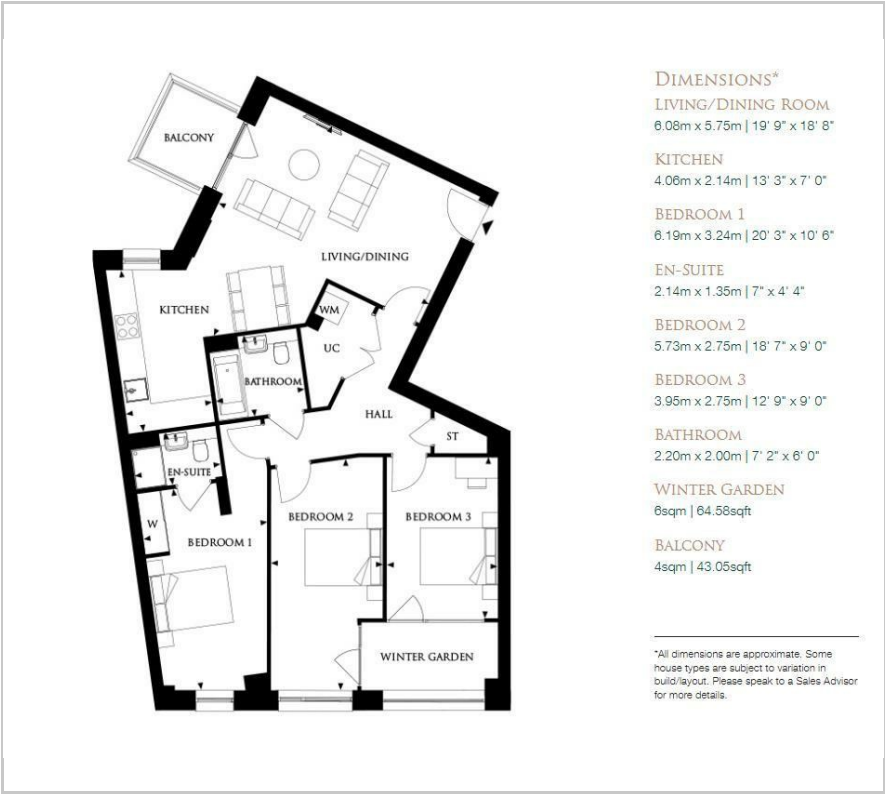 BALCONY
LIVING/DINING
KITCHEN
WM
UC
BATHROOM
HALL
ST
EN-SUITE
W
BEDROOM 1
BEDROOM 2
BEDROOM 3
WINTER GARDEN
DIMENSIONS*
LIVING/DINING ROOM
6.08m x 5.75m | 19' 9" x 18' 8"
KITCHEN
4.06m x 2.14m | 13' 3" x 7' 0"
BEDROOM 1
6.19m x 3.24m | 20' 3" x 10' 6"
EN-SUITE
2.14m x 1.35m | 7" x 4' 4"
BEDROOM 2
5.73m x 2.75m | 18' 7" x 9' 0"
BEDROOM 3
3.95m x 2.75m | 12' 9" x 9' 0"
BATHROOM
2.20m x 2.00m | 7' 2" x 6' 0"
WINTER GARDEN
6sqm | 64.58sqft
BALCONY
4sqm | 43.05sqft
*All dimensions are approximate. Some
house types are subject to variation in
build/layout. Please speak to a Sales Advisor
for more details.